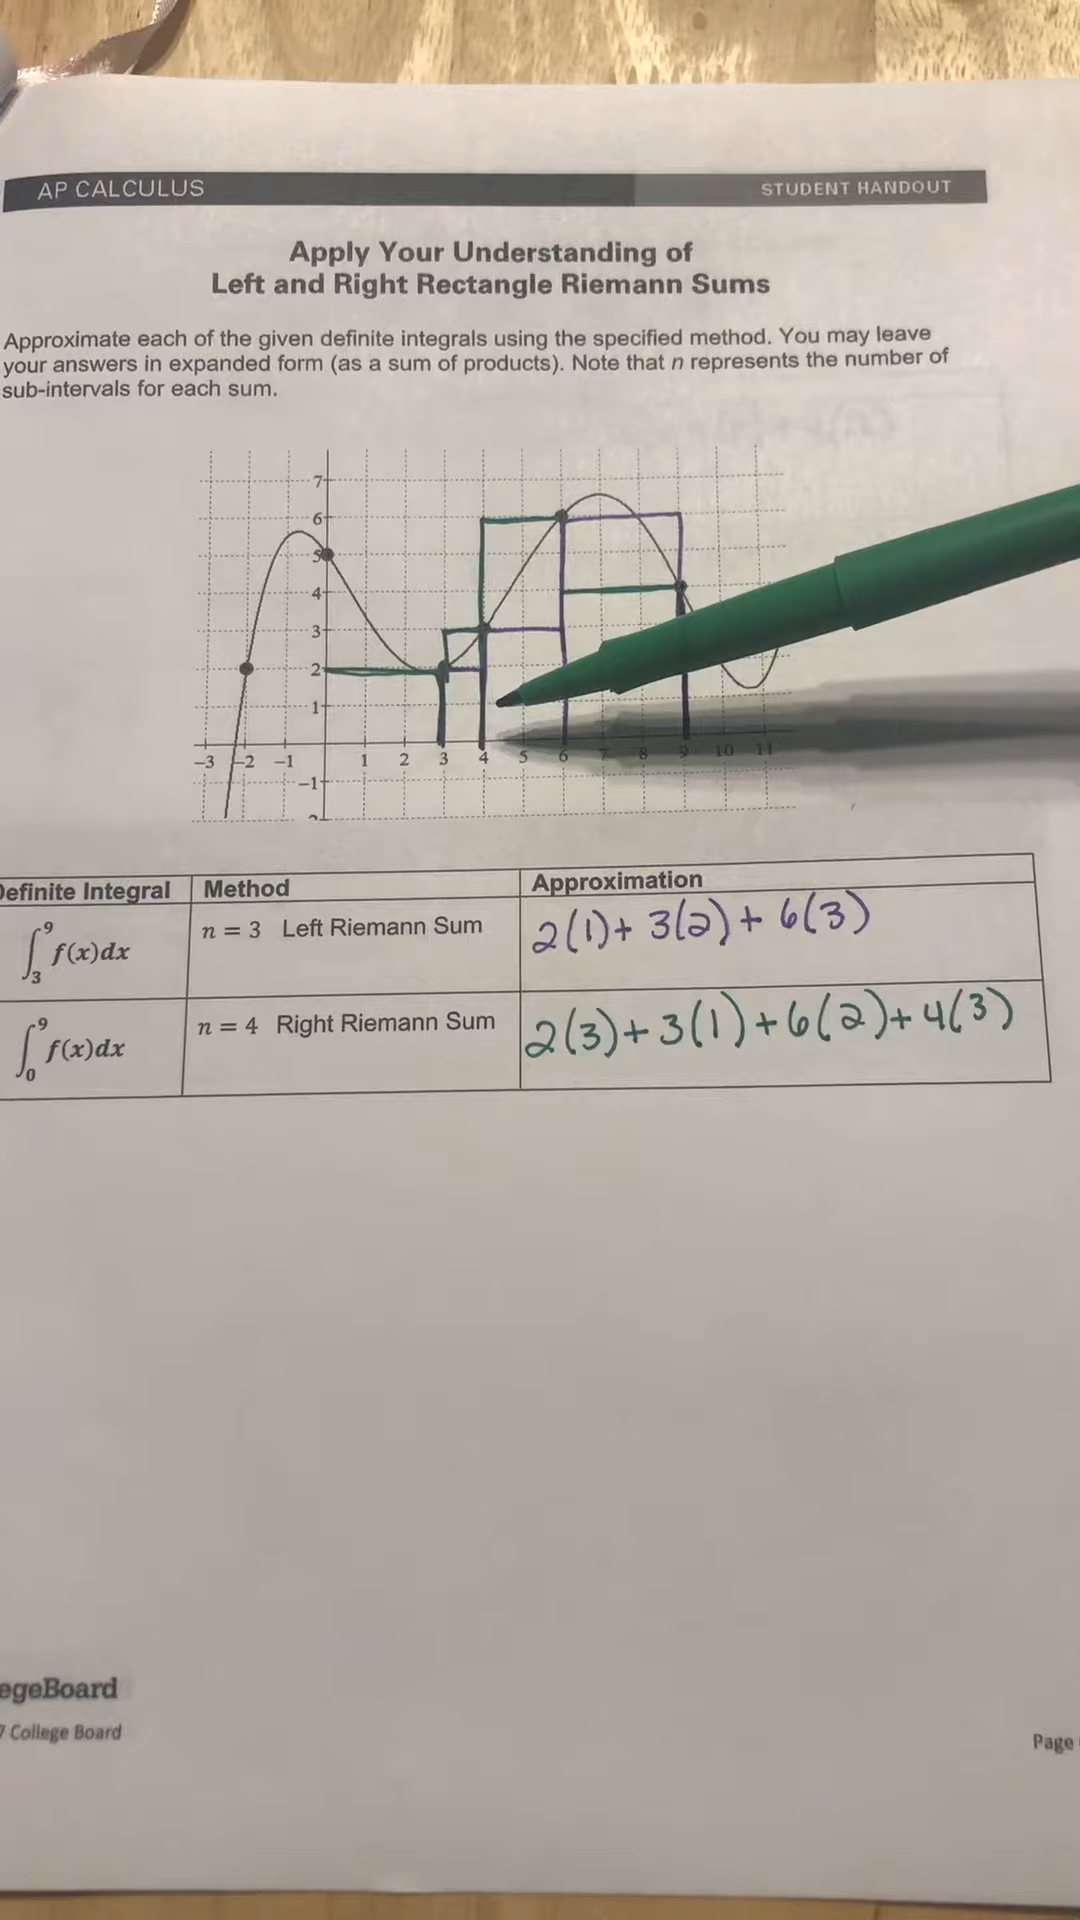 AP CALCULUS
STUDENT HANDOUT
Apply Your Understanding of
Left and Right Rectangle Riemann Sums
Approximate each of the given definite integrals using the specified method. You may leave
your answers in expanded form (as a sum of products). Note that n represents the number of
sub-intervals for each sum.
7
6
5
4
3
2
1
-3 -2 -1 1 2 3 4 5 6 7 8 9 10 11
-1
Definite Integral Method Approximation
∫₃⁹ f(x)dx n = 3 Left Riemann Sum 2(1)+ 3(2)+ 6(3)
∫₀⁹ f(x)dx n = 4 Right Riemann Sum 2(3)+3(1)+6(2)+4(3)
egeBoard
7 College Board
Page